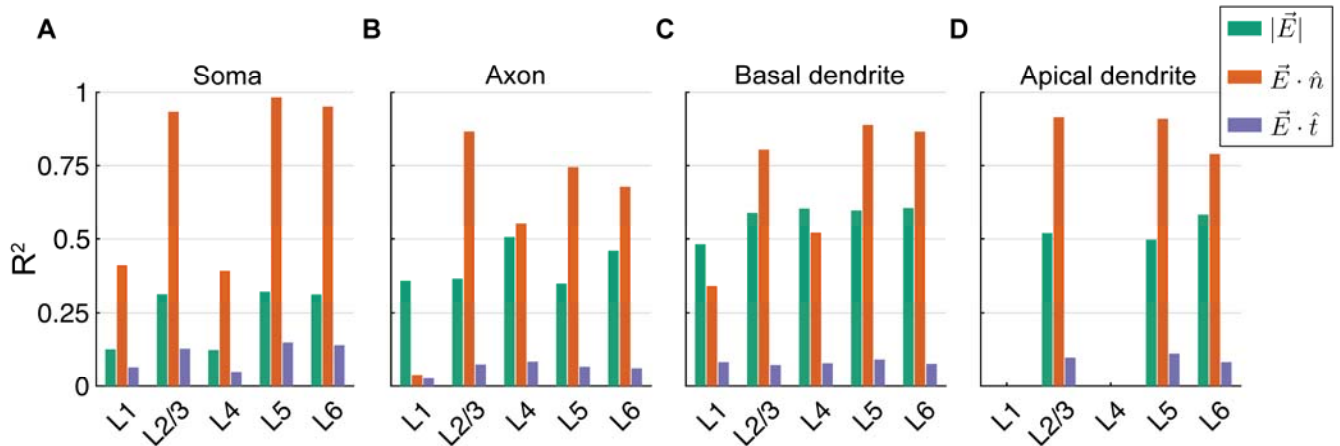 A B C D
Soma Axon Basal dendrite Apical dendrite
|E⃗|
E⃗ · n̂
E⃗ · t̂
R²
1
0.75
0.5
0.25
0
L1 L2/3 L4 L5 L6 L1 L2/3 L4 L5 L6 L1 L2/3 L4 L5 L6 L1 L2/3 L4 L5 L6